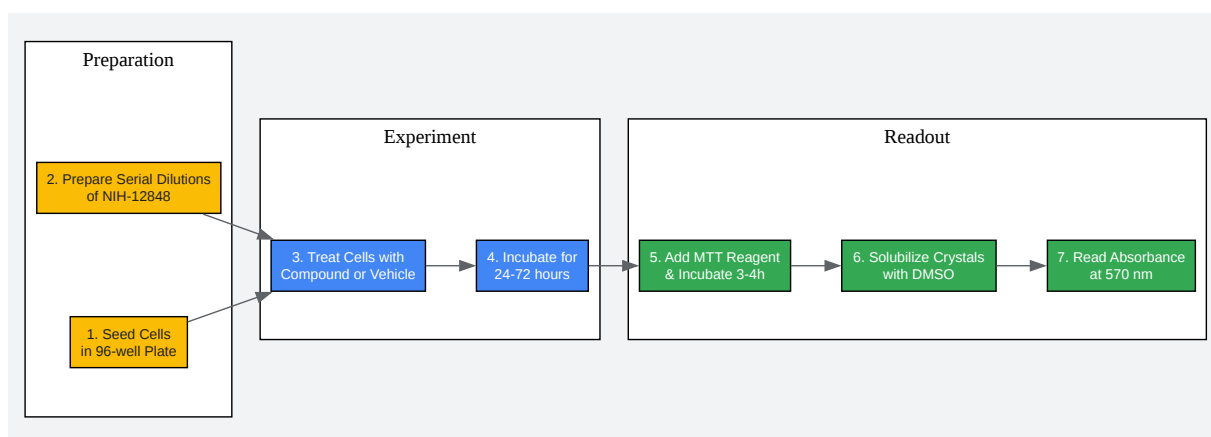 Preparation
2. Prepare Serial Dilutions
of NIH-12848
1. Seed Cells
in 96-well Plate
Experiment
3. Treat Cells with
Compound or Vehicle
4. Incubate for
24-72 hours
Readout
5. Add MTT Reagent
& Incubate 3-4h
6. Solubilize Crystals
with DMSO
7. Read Absorbance
at 570 nm